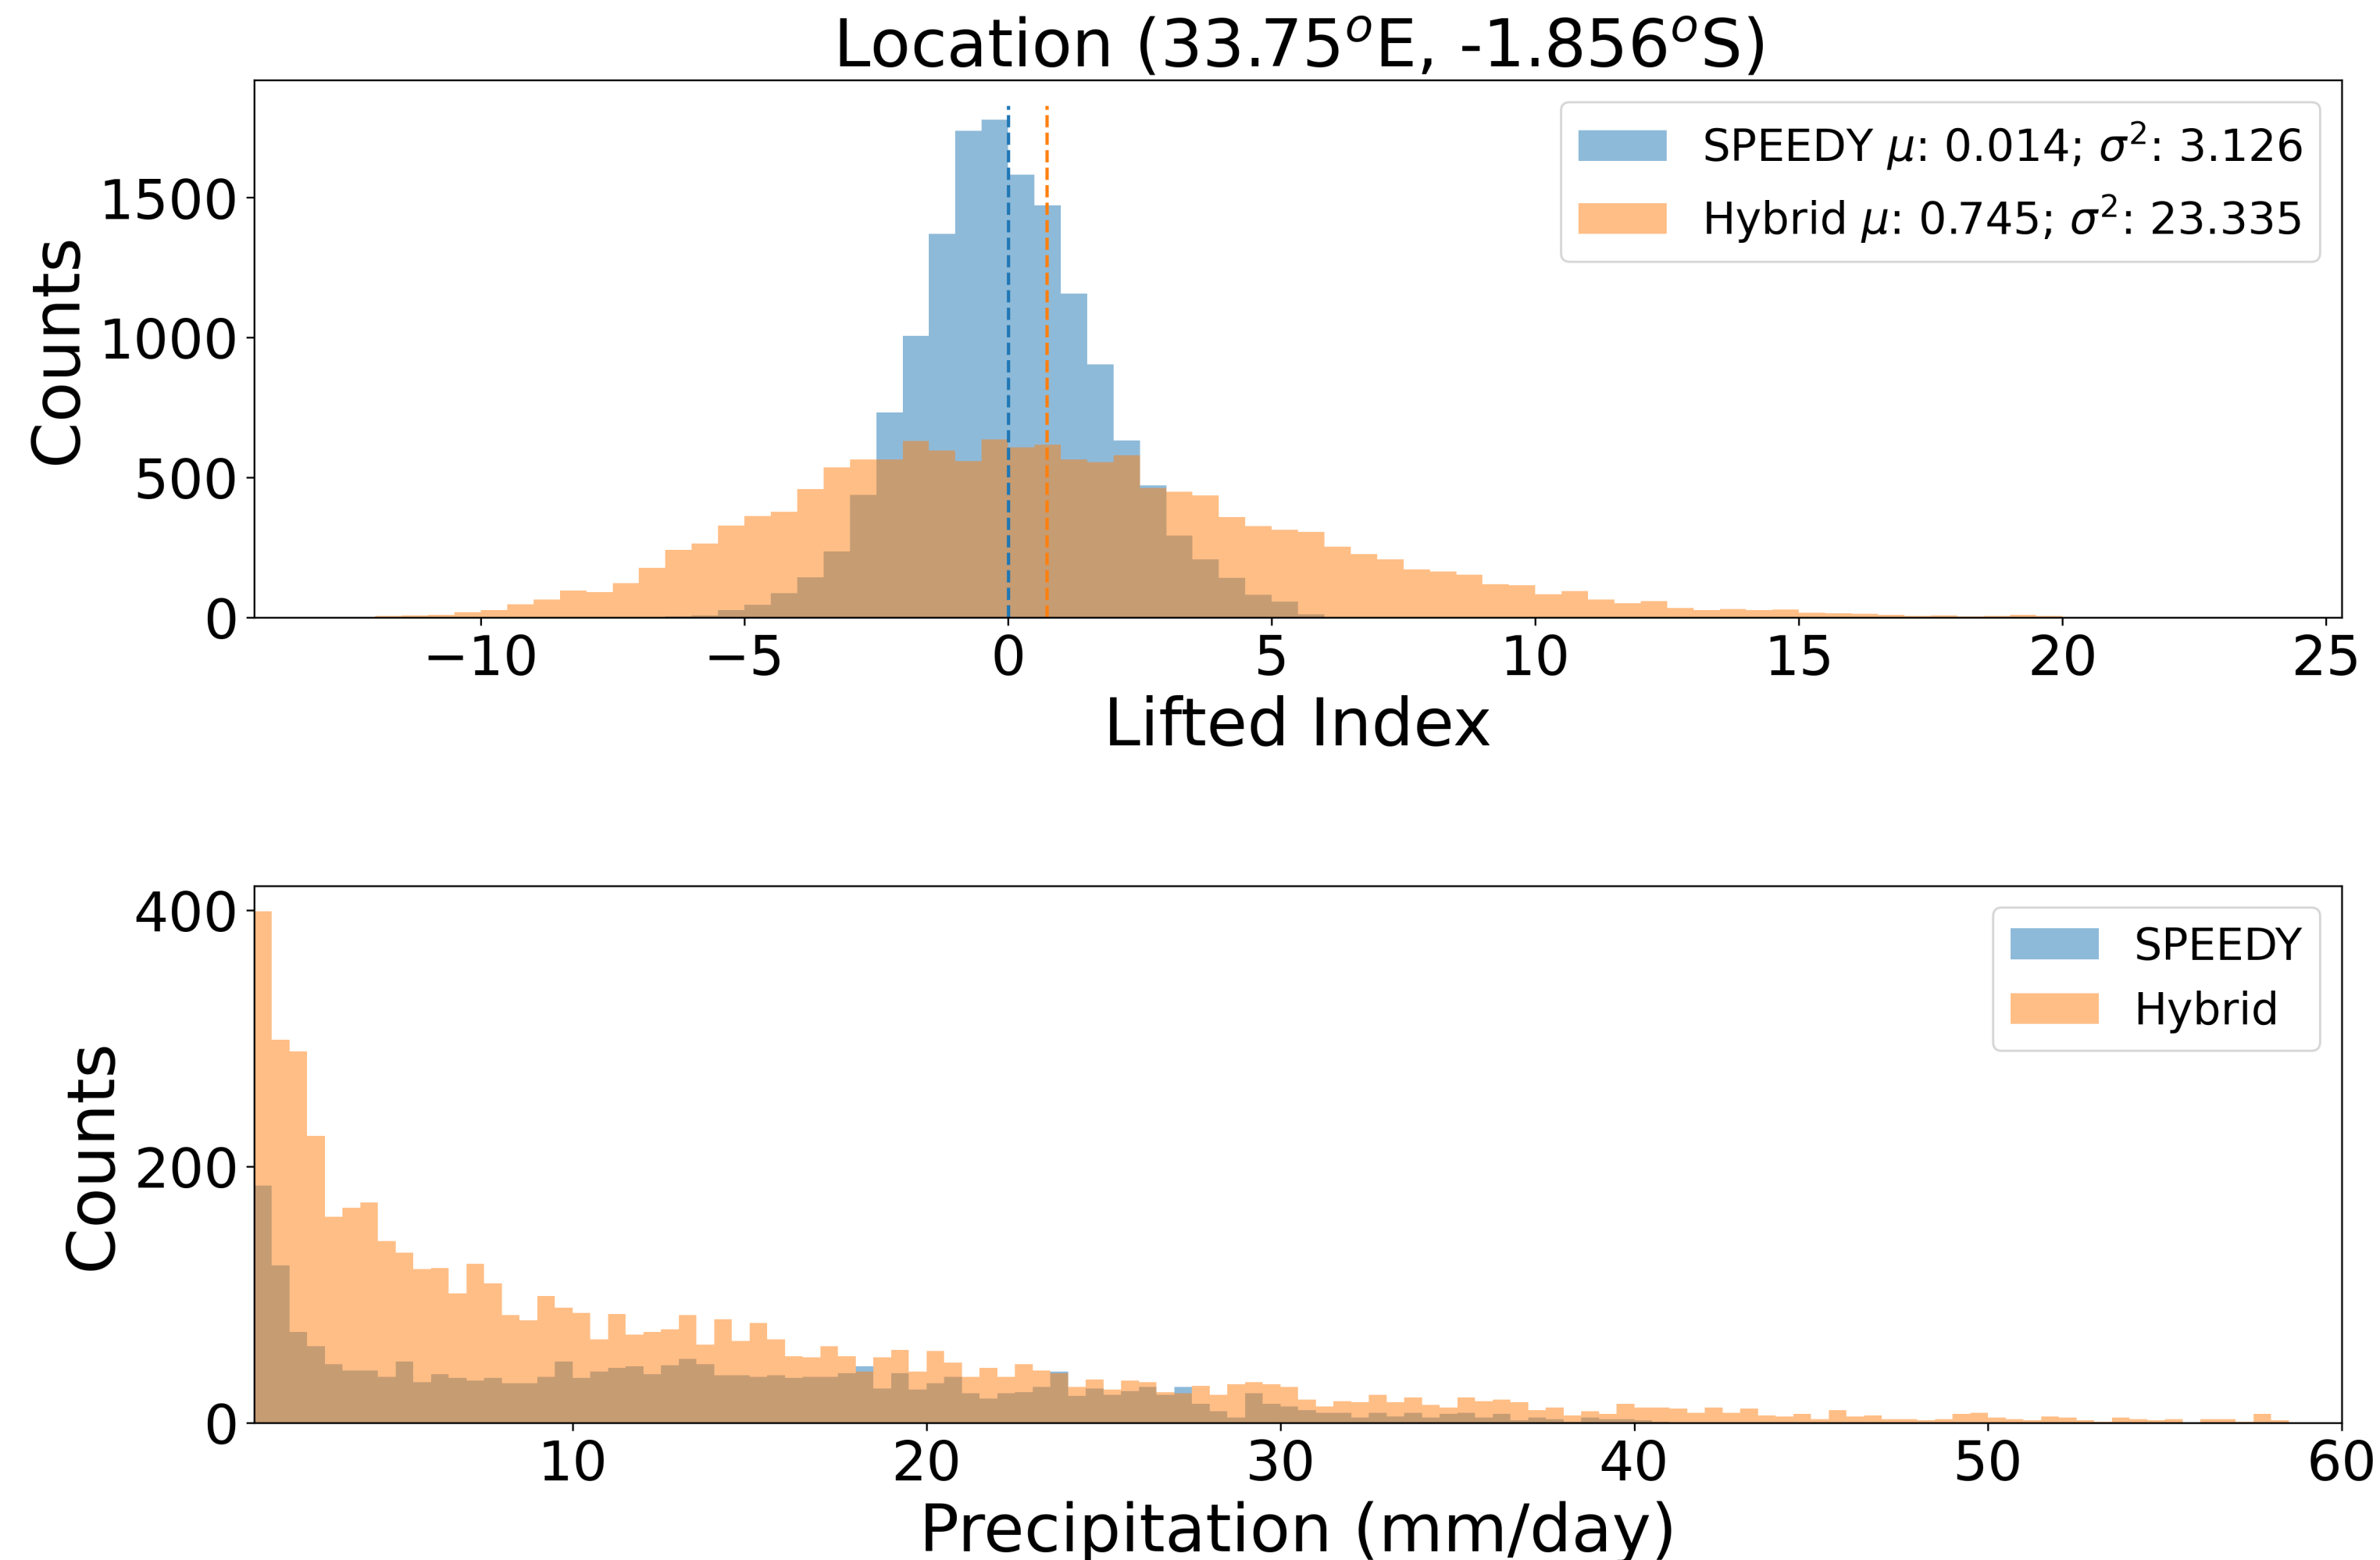 Location (33.75°E, -1.856°S)
Counts
1500
1000
500
0
SPEEDY μ: 0.014; σ²: 3.126
Hybrid μ: 0.745; σ²: 23.335
−10 −5 0 5 10 15 20 25
Lifted Index
Counts
400
200
0
SPEEDY
Hybrid
10 20 30 40 50 60
Precipitation (mm/day)